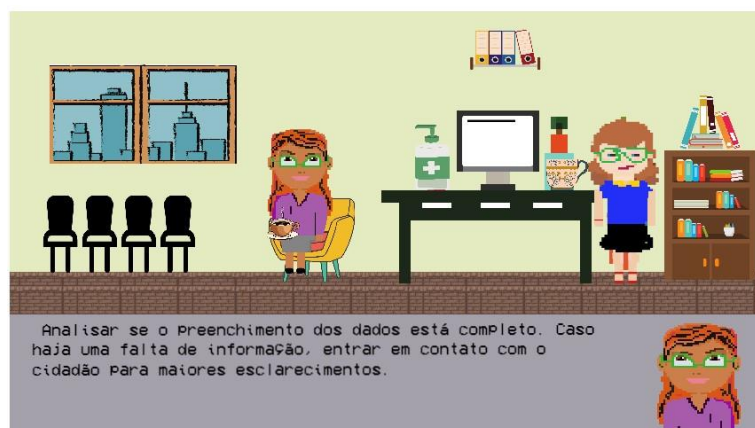 Analisar se o preenchimento dos dados está completo. Caso
haja uma falta de informação, entrar em contato com o
cidadão para maiores esclarecimentos.